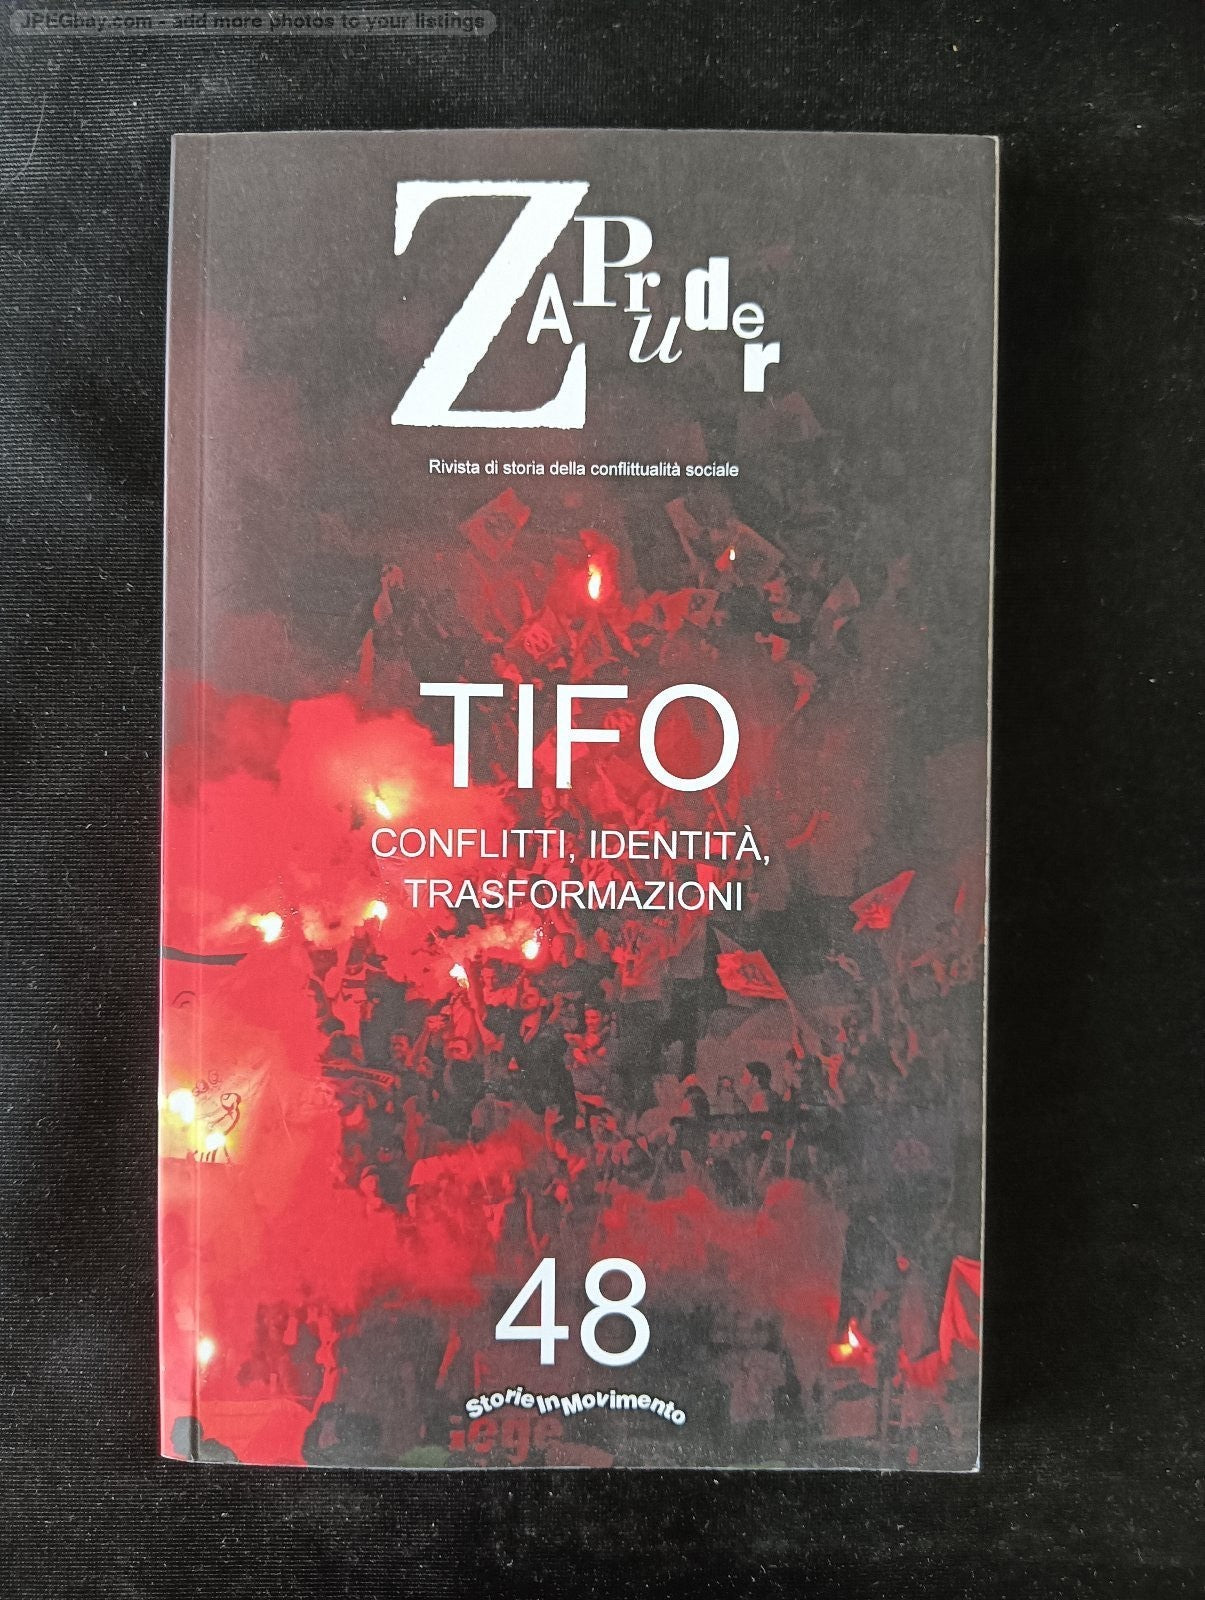 JPEGbay.com - add more photos to your listings
ZAPruder
Rivista di storia della conflittualità sociale
TIFO
CONFLITTI, IDENTITÀ,
TRASFORMAZIONI
48
StorieInMovimento
iege